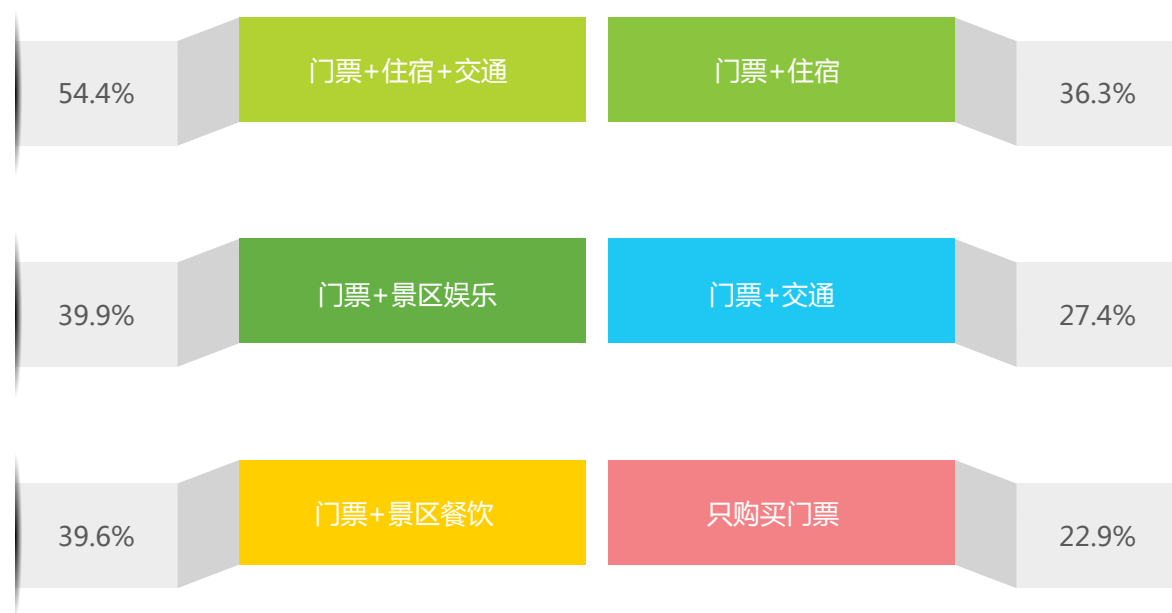 54.4%
门票+住宿+交通
门票+住宿
36.3%
39.9%
门票+景区娱乐
门票+交通
27.4%
39.6%
门票+景区餐饮
只购买门票
22.9%